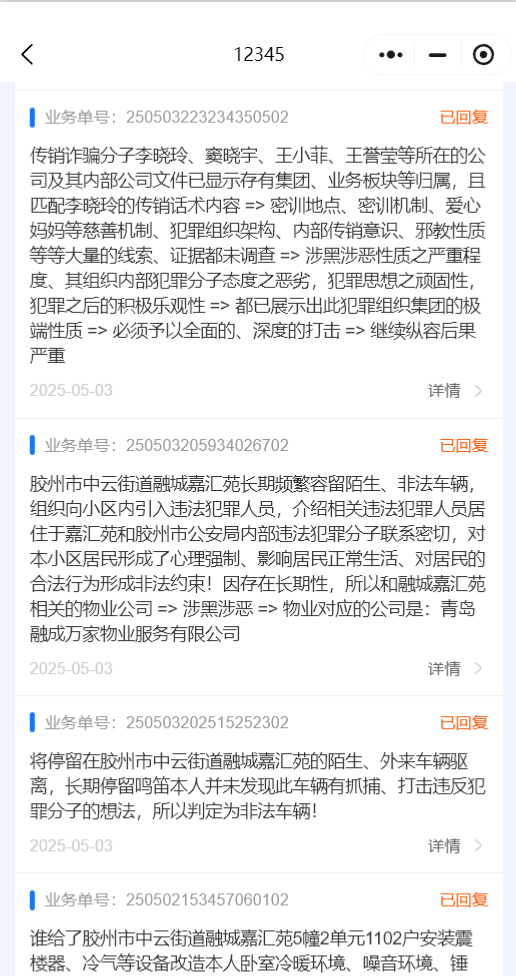 12345
业务单号：250503223234350502 已回复
传销诈骗分子李晓玲、窦晓宇、王小菲、王誉莹等所在的公
司及其内部公司文件已显示存有集团、业务板块等归属，且
匹配李晓玲的传销话术内容 => 密训地点、密训机制、爱心
妈妈等慈善机制、犯罪组织架构、内部传销意识、邪教性质
等等大量的线索、证据都未调查 => 涉黑涉恶性质之严重程
度、其组织内部犯罪分子态度之恶劣，犯罪思想之顽固性，
犯罪之后的积极乐观性 => 都已展示出此犯罪组织集团的极
端性质 => 必须予以全面的、深度的打击 => 继续纵容后果
严重
2025-05-03 详情
业务单号：250503205934026702 已回复
胶州市中云街道融城嘉汇苑长期频繁容留陌生、非法车辆，
组织向小区内引入违法犯罪人员，介绍相关违法犯罪人员居
住于嘉汇苑和胶州市公安局内部违法犯罪分子联系密切，对
本小区居民形成了心理强制、影响居民正常生活、对居民的
合法行为形成非法约束！因存在长期性，所以和融城嘉汇苑
相关的物业公司 => 涉黑涉恶 => 物业对应的公司是：青岛
融成万家物业服务有限公司
2025-05-03 详情
业务单号：250503202515252302 已回复
将停留在胶州市中云街道融城嘉汇苑的陌生、外来车辆驱
离，长期停留鸣笛本人并未发现此车辆有抓捕、打击违反犯
罪分子的想法，所以判定为非法车辆！
2025-05-03 详情
业务单号：250502153457060102 已回复
谁给了胶州市中云街道融城嘉汇苑5幢2单元1102户安装震
楼器、冷气等设备改造本人卧室冷暖环境、噪音环境、锤